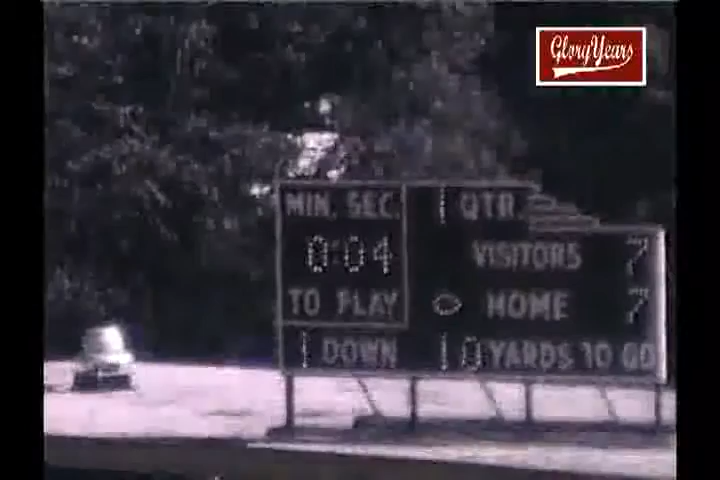 Glory Years
MIN. SEC. 1 QTR.
0:04 VISITORS 7
TO PLAY HOME 7
1 DOWN 10 YARDS TO GO